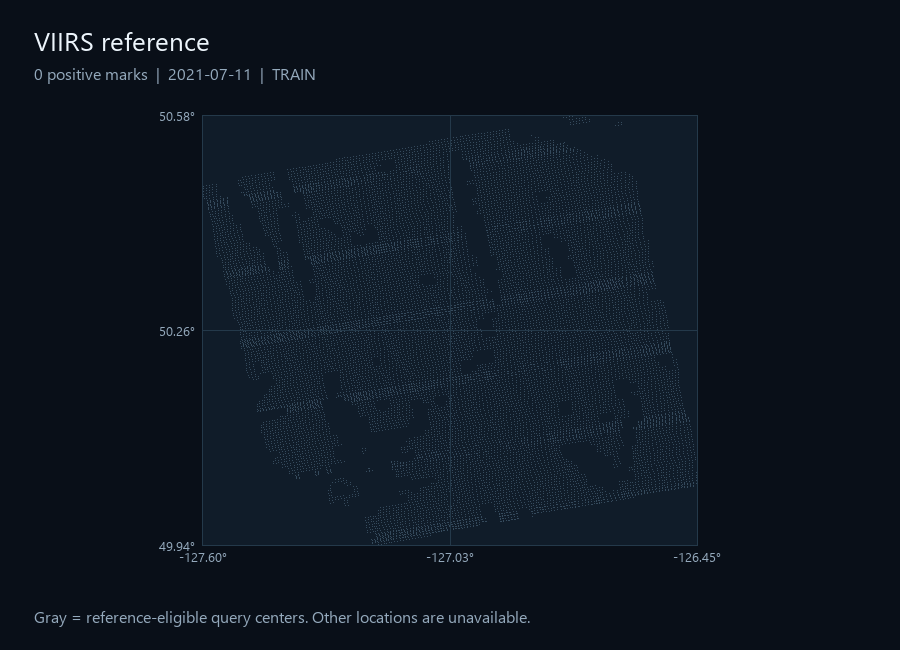 VIIRS reference
0 positive marks | 2021-07-11 | TRAIN
50.58°
50.26°
49.94°
-127.60°
-127.03°
-126.45°
Gray = reference-eligible query centers. Other locations are unavailable.